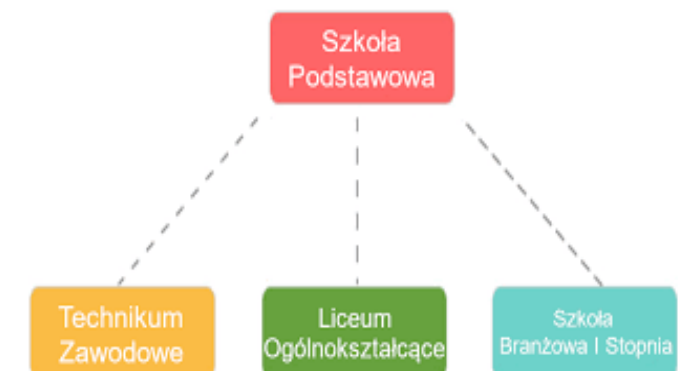 Szkoła
Podstawowa
Technikum
Zawodowe
Liceum
Ogólnokształcące
Szkoła
Branżowa I Stopnia